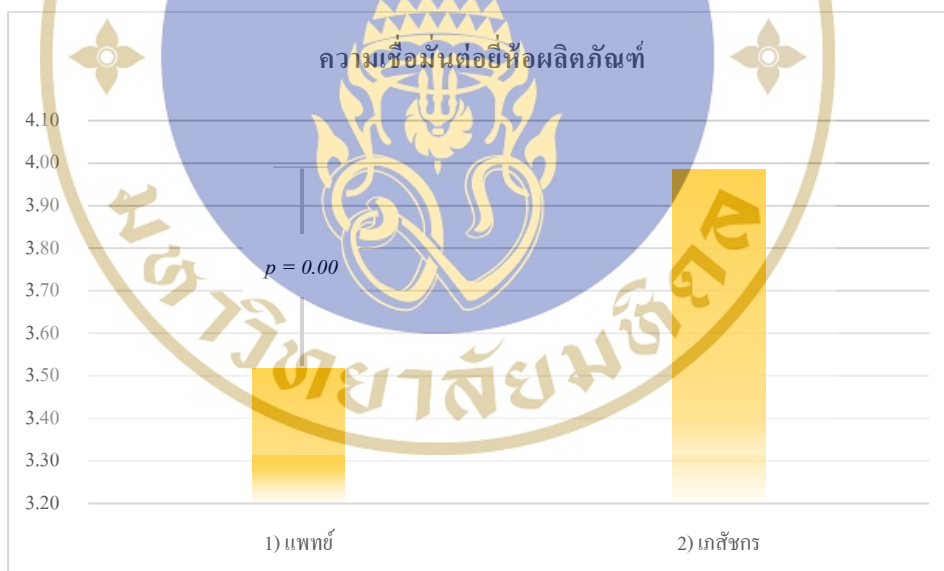 ความเชื่อมั่นต่อยี่ห้อผลิตภัณฑ์
4.10
4.00
3.90
3.80
3.70
3.60
3.50
3.40
3.30
3.20
p = 0.00
มหาวิทยาลัยมหิดล
1) แพทย์
2) เภสัชกร